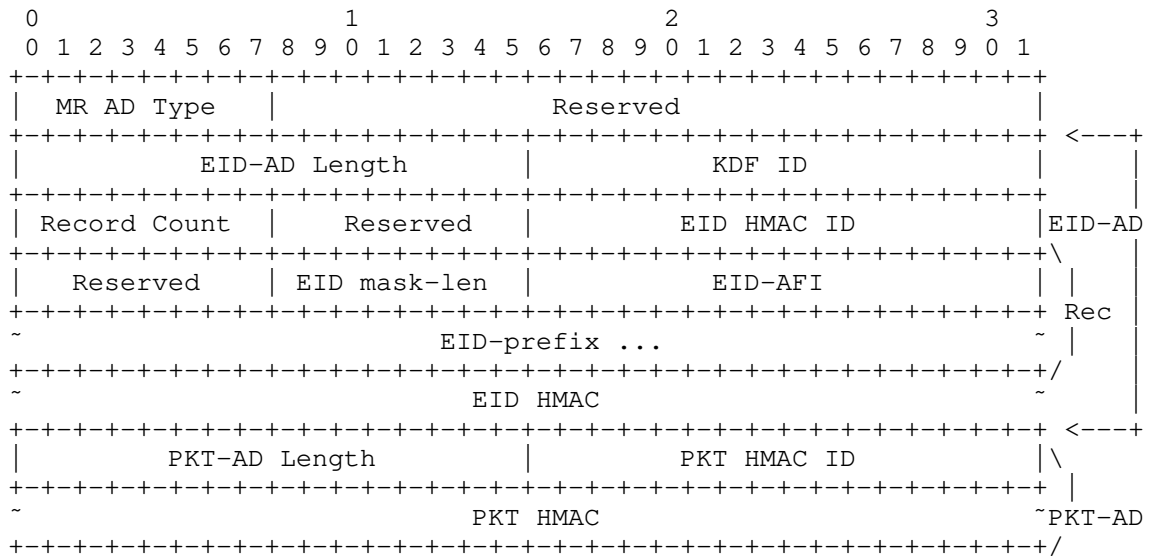 0                   1                   2                   3
 0 1 2 3 4 5 6 7 8 9 0 1 2 3 4 5 6 7 8 9 0 1 2 3 4 5 6 7 8 9 0 1
+-+-+-+-+-+-+-+-+-+-+-+-+-+-+-+-+-+-+-+-+-+-+-+-+-+-+-+-+-+-+-+-+
|  MR AD Type   |                 Reserved                      |
+-+-+-+-+-+-+-+-+-+-+-+-+-+-+-+-+-+-+-+-+-+-+-+-+-+-+-+-+-+-+-+-+ <---+
|           EID-AD Length       |           KDF ID              |     |
+-+-+-+-+-+-+-+-+-+-+-+-+-+-+-+-+-+-+-+-+-+-+-+-+-+-+-+-+-+-+-+-+     |
| Record Count  |    Reserved   |         EID HMAC ID           |EID-AD
+-+-+-+-+-+-+-+-+-+-+-+-+-+-+-+-+-+-+-+-+-+-+-+-+-+-+-+-+-+-+-+-+\    |
|   Reserved    | EID mask-len  |           EID-AFI             | |   |
+-+-+-+-+-+-+-+-+-+-+-+-+-+-+-+-+-+-+-+-+-+-+-+-+-+-+-+-+-+-+-+-+ Rec |
~                          EID-prefix ...                       ~ |   |
+-+-+-+-+-+-+-+-+-+-+-+-+-+-+-+-+-+-+-+-+-+-+-+-+-+-+-+-+-+-+-+-+/    |
~                            EID HMAC                           ~     |
+-+-+-+-+-+-+-+-+-+-+-+-+-+-+-+-+-+-+-+-+-+-+-+-+-+-+-+-+-+-+-+-+ <---+
|         PKT-AD Length         |         PKT HMAC ID           |\
+-+-+-+-+-+-+-+-+-+-+-+-+-+-+-+-+-+-+-+-+-+-+-+-+-+-+-+-+-+-+-+-+ |
~                            PKT HMAC                           ~PKT-AD
+-+-+-+-+-+-+-+-+-+-+-+-+-+-+-+-+-+-+-+-+-+-+-+-+-+-+-+-+-+-+-+-+/